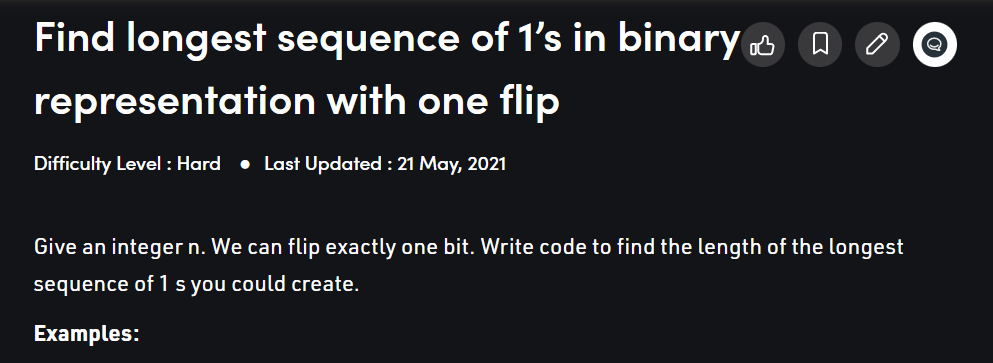 Find longest sequence of 1’s in binary
representation with one flip
Difficulty Level : Hard ● Last Updated : 21 May, 2021
Give an integer n. We can flip exactly one bit. Write code to find the length of the longest
sequence of 1 s you could create.
Examples: